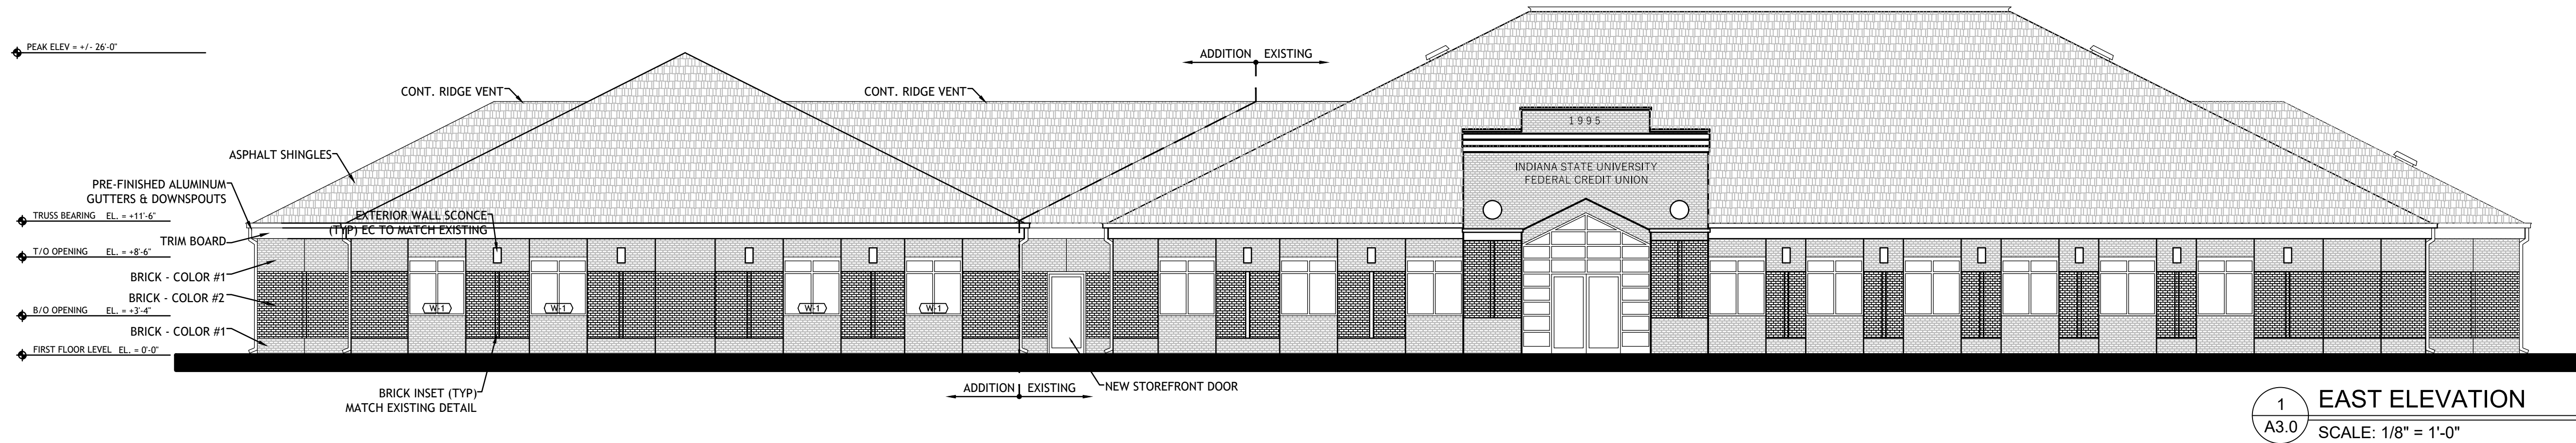 PEAK ELEV = +/- 26'-0"
ADDITION EXISTING
CONT. RIDGE VENT
CONT. RIDGE VENT
1995
ASPHALT SHINGLES
INDIANA STATE UNIVERSITY
FEDERAL CREDIT UNION
PRE-FINISHED ALUMINUM
GUTTERS & DOWNSPOUTS
TRUSS BEARING EL. = +11'-6"
EXTERIOR WALL SCONCE
(TYP) EC TO MATCH EXISTING
TRIM BOARD
T/O OPENING EL. = +8'-6"
BRICK - COLOR #1
BRICK - COLOR #2
B/O OPENING EL. = +3'-4"
W-1
W-1
W-1
W-1
BRICK - COLOR #1
FIRST FLOOR LEVEL EL. = 0'-0"
BRICK INSET (TYP)
MATCH EXISTING DETAIL
ADDITION EXISTING
NEW STOREFRONT DOOR
1
A3.0
EAST ELEVATION
SCALE: 1/8" = 1'-0"